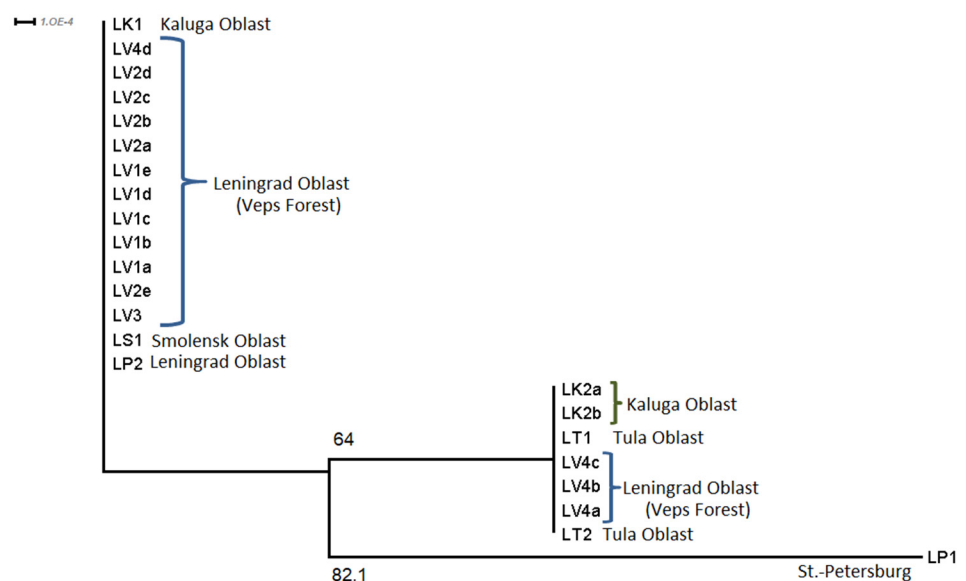 1.0E-4
LK1 Kaluga Oblast
LV4d
LV2d
LV2c
LV2b
LV2a
LV1e
LV1d
LV1c
LV1b
LV1a
LV2e
LV3
Leningrad Oblast
(Veps Forest)
LS1 Smolensk Oblast
LP2 Leningrad Oblast
LK2a
LK2b
Kaluga Oblast
64
LT1 Tula Oblast
LV4c
LV4b
LV4a
Leningrad Oblast
(Veps Forest)
LT2 Tula Oblast
LP1
St.-Petersburg
82.1